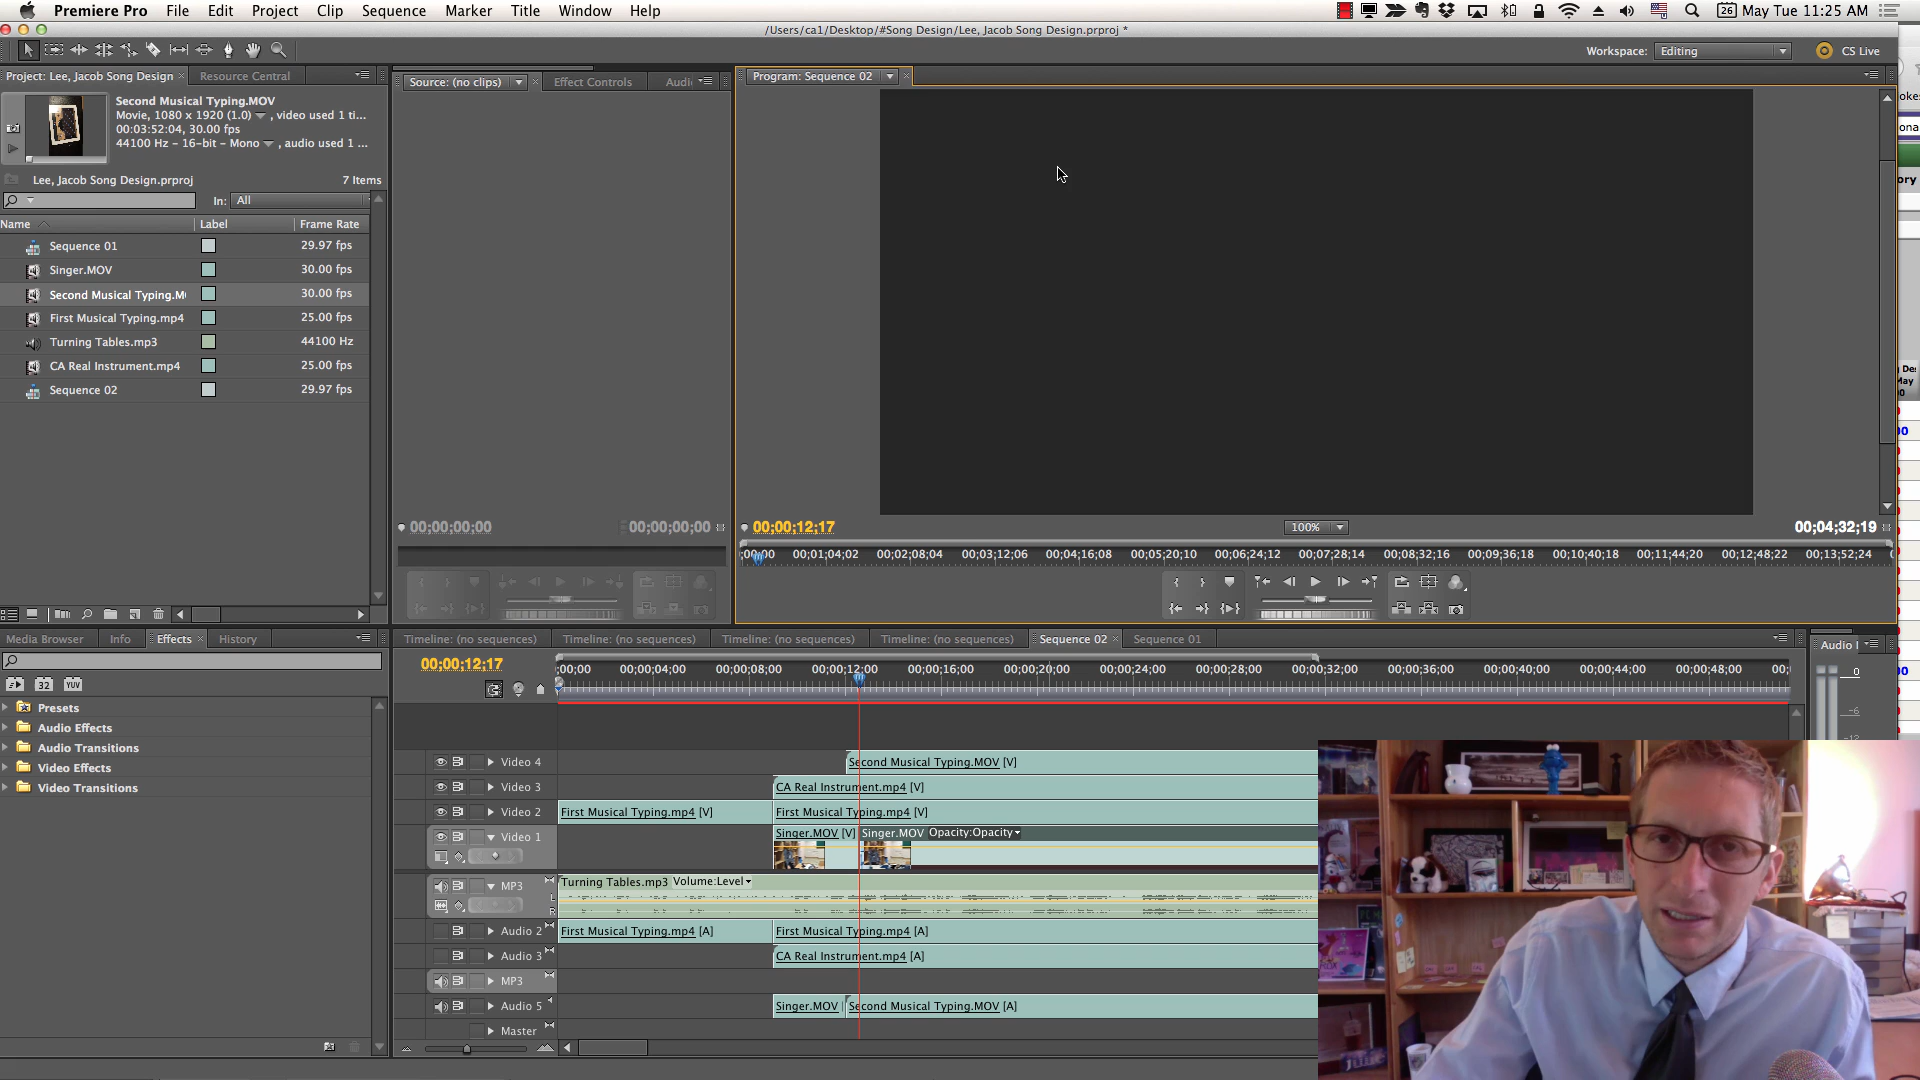 Premiere Pro File Edit Project Clip Sequence Marker Title Window Help
26 May Tue 11:25 AM
/Users/ca1/Desktop/#Song Design/Lee, Jacob Song Design.prproj *
Workspace: Editing CS Live
Project: Lee, Jacob Song Design Resource Central
Source: (no clips) Effect Controls Audi
Program: Sequence 02
Second Musical Typing.MOV
Movie, 1080 x 1920 (1.0) , video used 1 ti...
00:03:52:04, 30.00 fps
44100 Hz - 16-bit - Mono , audio used 1 ...
Lee, Jacob Song Design.prproj 7 Items
In: All
Name Label Frame Rate
Sequence 01 29.97 fps
Singer.MOV 30.00 fps
Second Musical Typing.M 30.00 fps
First Musical Typing.mp4 25.00 fps
Turning Tables.mp3 44100 Hz
CA Real Instrument.mp4 25.00 fps
Sequence 02 29.97 fps
00;00;00;00 00;00;00;00
00;00;12;17 100% 00;04;32;19
;00;00 00;01;04;02 00;02;08;04 00;03;12;06 00;04;16;08 00;05;20;10 00;06;24;12 00;07;28;14 00;08;32;16 00;09;36;18 00;10;40;18 00;11;44;20 00;12;48;22 00;13;52;24
Media Browser Info Effects History
Timeline: (no sequences) Timeline: (no sequences) Timeline: (no sequences) Timeline: (no sequences) Sequence 02 Sequence 01
32 YUV
Presets
Audio Effects
Audio Transitions
Video Effects
Video Transitions
00;00;12;17
;00;00 00;00;04;00 00;00;08;00 00;00;12;00 00;00;16;00 00;00;20;00 00;00;24;00 00;00;28;00 00;00;32;00 00;00;36;00 00;00;40;00 00;00;44;00 00;00;48;00 00;
Audio
0
-6
-12
Video 4 Second Musical Typing.MOV [V]
Video 3 CA Real Instrument.mp4 [V]
Video 2 First Musical Typing.mp4 [V] First Musical Typing.mp4 [V]
Video 1 Singer.MOV [V] Singer.MOV Opacity:Opacity
MP3 Turning Tables.mp3 Volume:Level
L
R
Audio 2 First Musical Typing.mp4 [A] First Musical Typing.mp4 [A]
Audio 3 CA Real Instrument.mp4 [A]
MP3
Audio 5 Singer.MOV Second Musical Typing.MOV [A]
Master